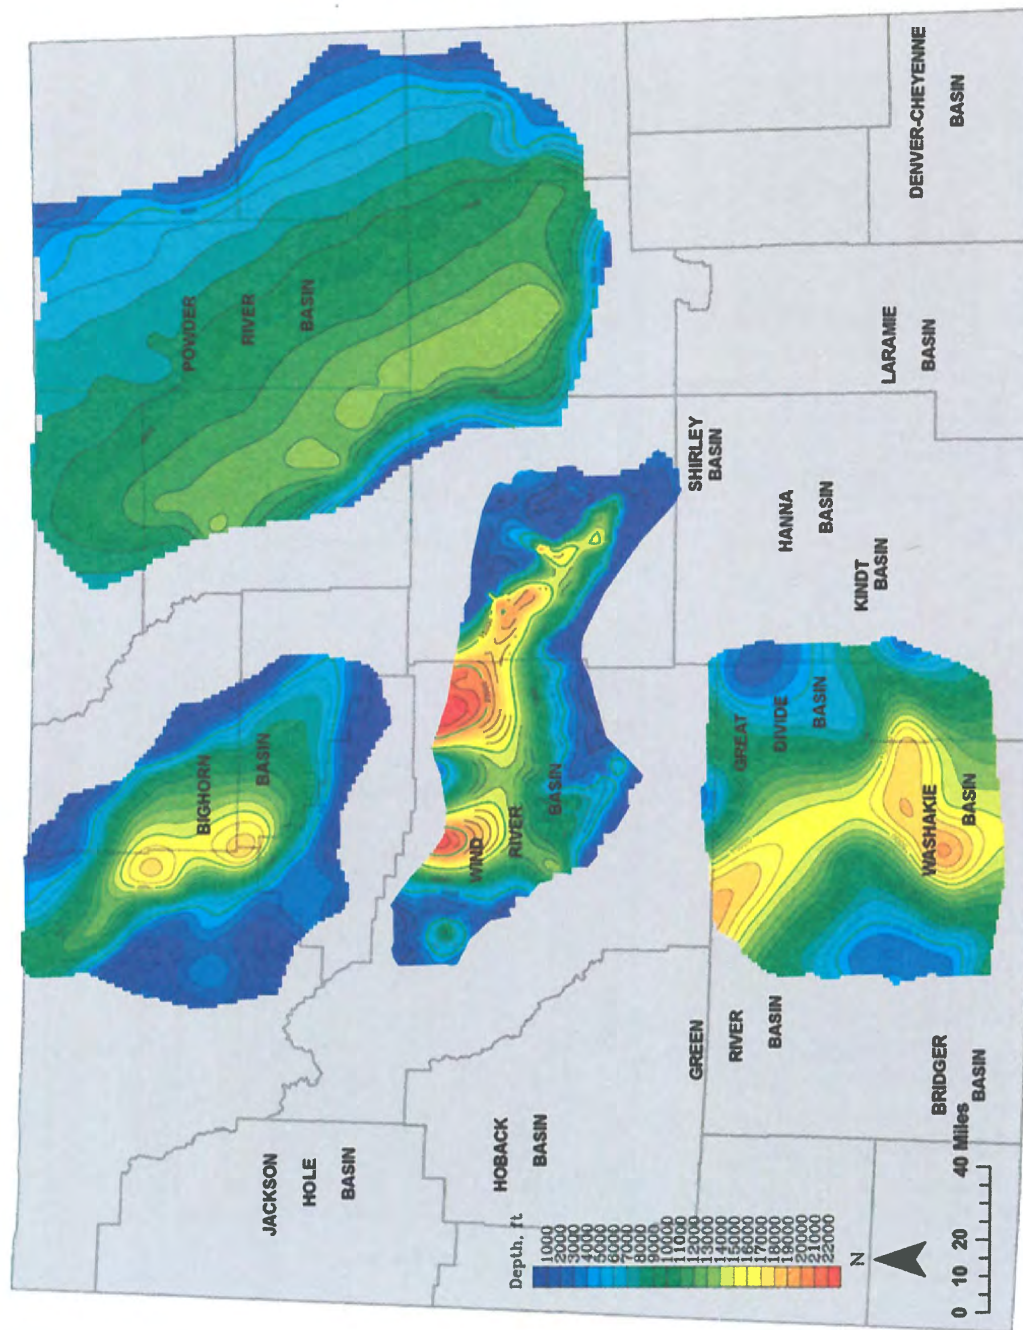 JACKSON
HOLE
BASIN
BIGHORN
BASIN
POWDER
RIVER
BASIN
HOBACK
BASIN
WIND
RIVER
BASIN
GREEN
RIVER
BASIN
GREAT
DIVIDE
BASIN
SHIRLEY
BASIN
HANNA
BASIN
KINDT
BASIN
LARAMIE
BASIN
DENVER-CHEYENNE
BASIN
WASHAKIE
BASIN
BRIDGER
BASIN
Depth, ft
1000
2000
3000
4000
5000
6000
7000
8000
9000
10000
11000
12000
13000
14000
15000
16000
17000
18000
19000
20000
21000
22000
N
0 10 20 40 Miles